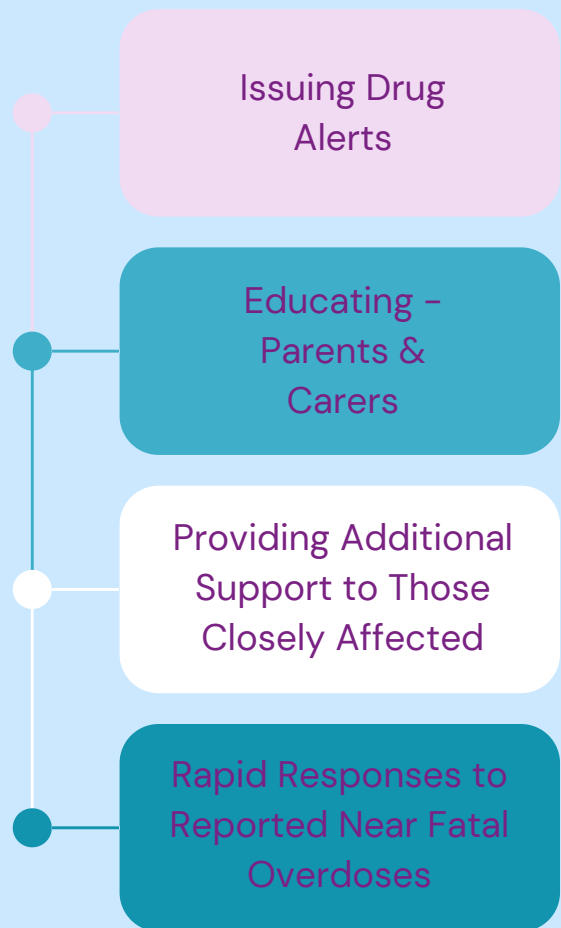 Issuing Drug
Alerts
Educating -
Parents &
Carers
Providing Additional
Support to Those
Closely Affected
Rapid Responses to
Reported Near Fatal
Overdoses